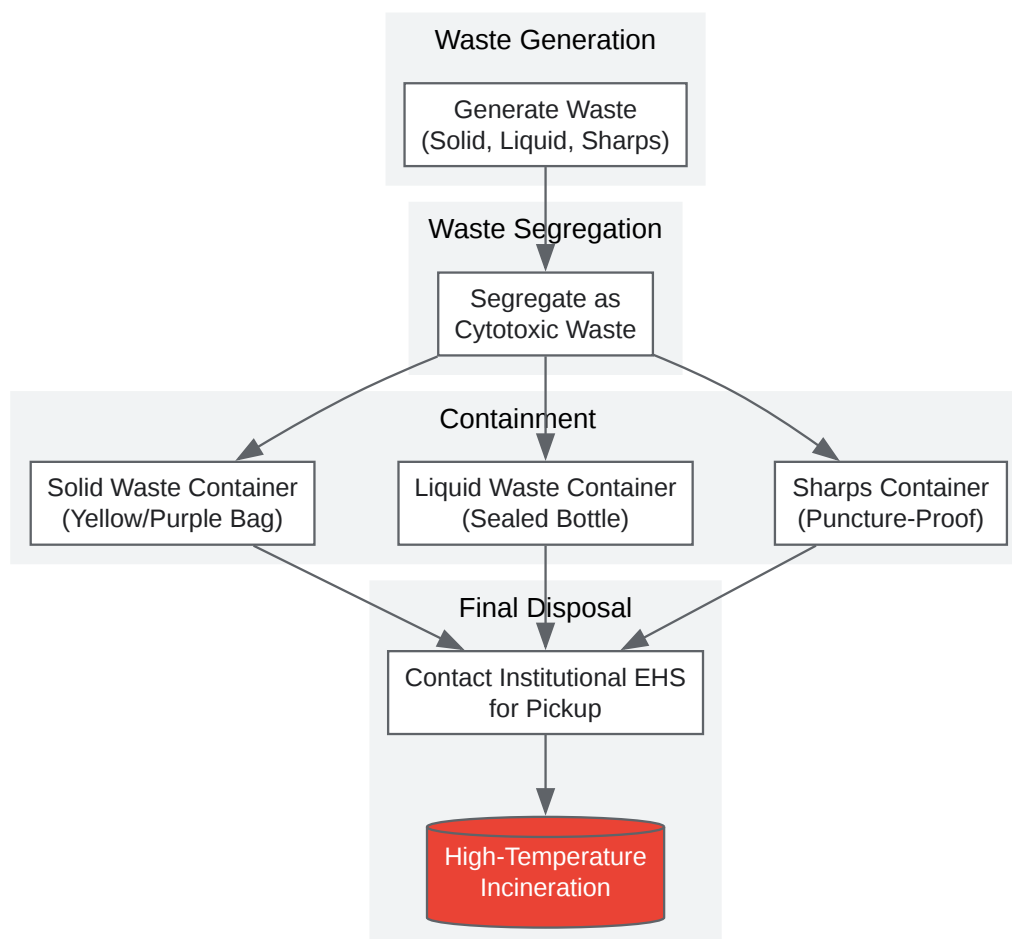 Waste Generation
Generate Waste
(Solid, Liquid, Sharps)
Waste Segregation
Segregate as
Cytotoxic Waste
Containment
Solid Waste Container
(Yellow/Purple Bag)
Liquid Waste Container
(Sealed Bottle)
Sharps Container
(Puncture-Proof)
Final Disposal
Contact Institutional EHS
for Pickup
High-Temperature
Incineration